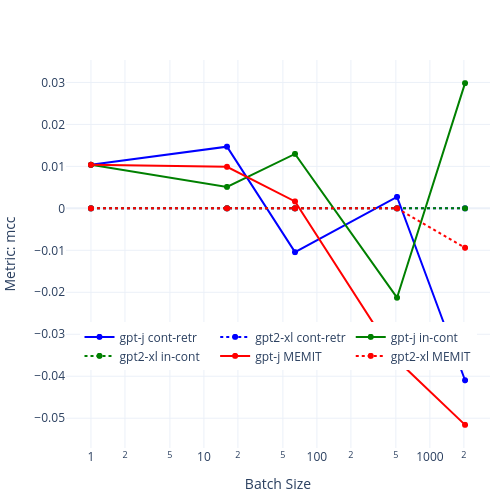 0.03
0.02
0.01
0
−0.01
−0.02
−0.03
−0.04
−0.05
Metric: mcc
gpt-j cont-retr gpt2-xl cont-retr gpt-j in-cont
gpt2-xl in-cont gpt-j MEMIT gpt2-xl MEMIT
1 2 5 10 2 5 100 2 5 1000 2
Batch Size